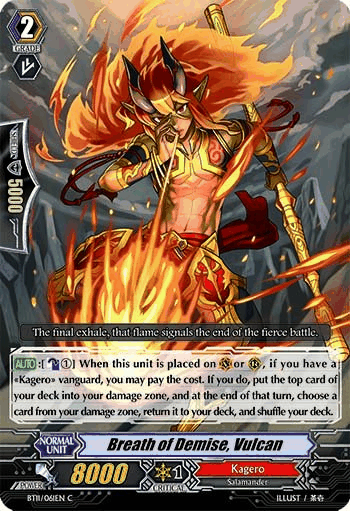 2
GRADE
SHIELD
5000
The final exhale, that flame signals the end of the fierce battle.
AUTO:[①] When this unit is placed on Ⓥ or Ⓡ, if you have a
«Kagero» vanguard, you may pay the cost. If you do, put the top card of
your deck into your damage zone, and at the end of that turn, choose a
card from your damage zone, return it to your deck, and shuffle your deck.
NORMAL
UNIT
Breath of Demise, Vulcan
POWER
8000
1
CRITICAL
Kagero
Salamander
BT11/061EN C
ILLUST / 茶壱